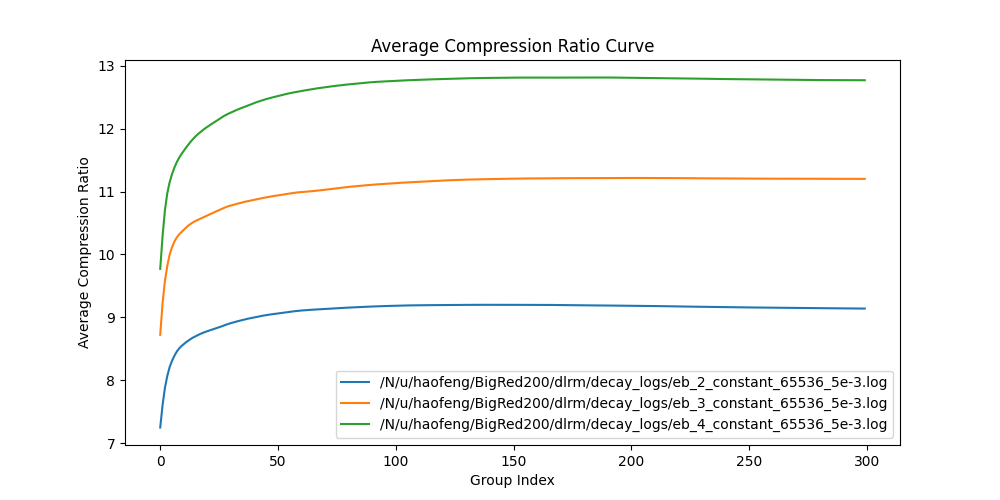 Average Compression Ratio Curve
Average Compression Ratio
13
12
11
10
9
8
7
/N/u/haofeng/BigRed200/dlrm/decay_logs/eb_2_constant_65536_5e-3.log
/N/u/haofeng/BigRed200/dlrm/decay_logs/eb_3_constant_65536_5e-3.log
/N/u/haofeng/BigRed200/dlrm/decay_logs/eb_4_constant_65536_5e-3.log
0 50 100 150 200 250 300
Group Index